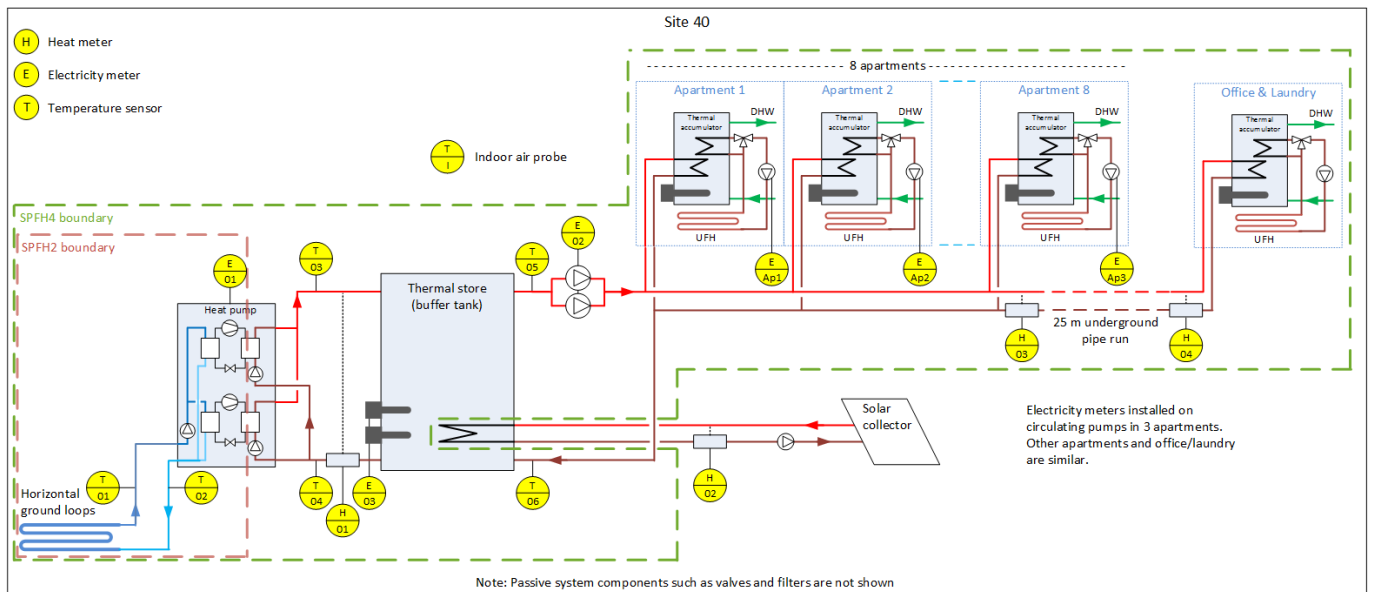 Site 40
H Heat meter
E Electricity meter
T Temperature sensor
T
I
Indoor air probe
8 apartments
Apartment 1
Apartment 2
Apartment 8
Office & Laundry
DHW
DHW
DHW
DHW
Thermal
accumulator
Thermal
accumulator
Thermal
accumulator
Thermal
accumulator
UFH
UFH
UFH
UFH
SPFH4 boundary
SPFH2 boundary
E
01
T
03
E
02
T
05
E
Ap1
E
Ap2
E
Ap3
Heat pump
Thermal store
(buffer tank)
25 m underground
pipe run
H
03
H
04
Solar
collector
Electricity meters installed on
circulating pumps in 3 apartments.
Other apartments and office/laundry
are similar.
Horizontal
ground loops
T
01
T
02
T
04
H
01
E
03
T
06
H
02
Note: Passive system components such as valves and filters are not shown